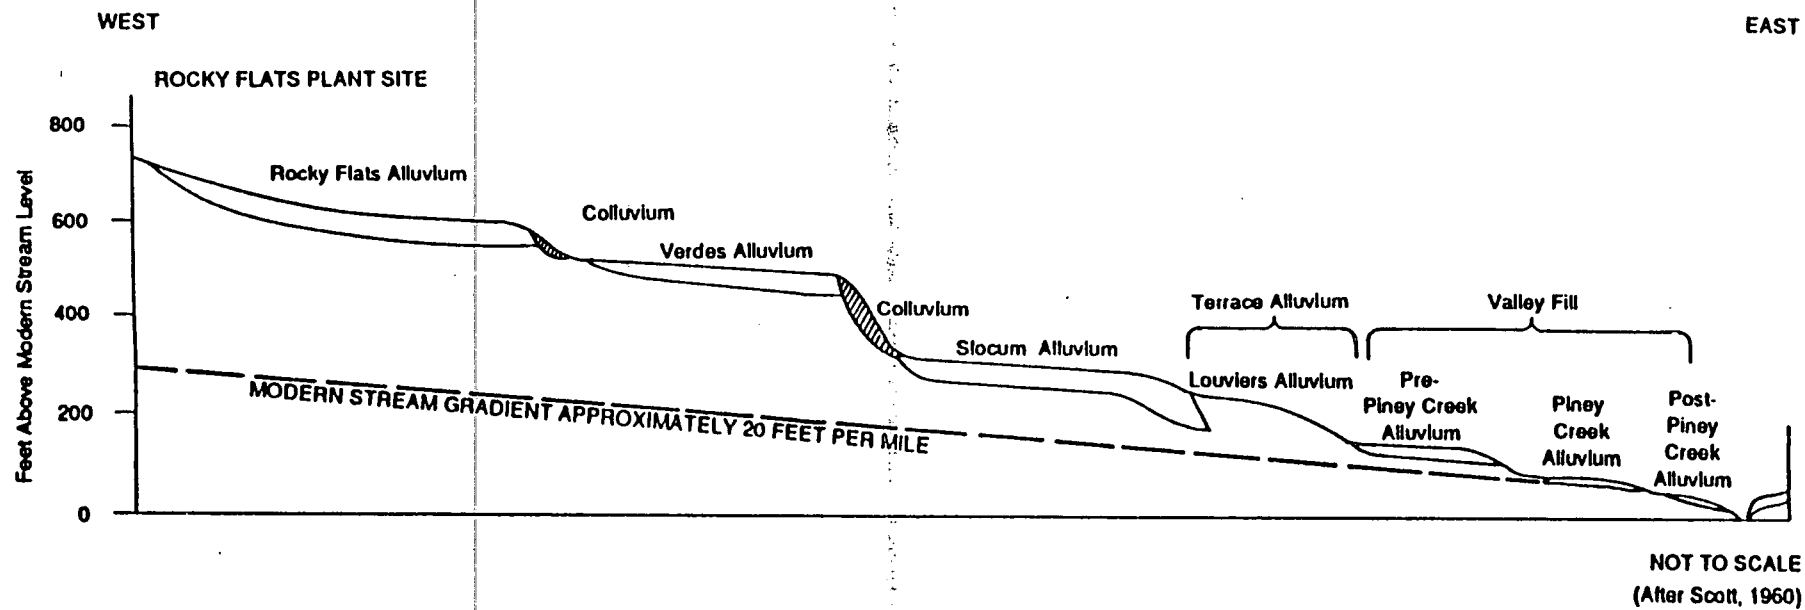 WEST
EAST
ROCKY FLATS PLANT SITE
Feet Above Modern Stream Level
800
600
400
200
0
Rocky Flats Alluvium
Colluvium
Verdes Alluvium
Colluvium
Slocum Alluvium
Terrace Alluvium
Valley Fill
Louviers Alluvium
Pre-
Piney Creek
Alluvium
Piney
Creek
Alluvium
Post-
Piney
Creek
Alluvium
MODERN STREAM GRADIENT APPROXIMATELY 20 FEET PER MILE
NOT TO SCALE
(After Scott, 1960)